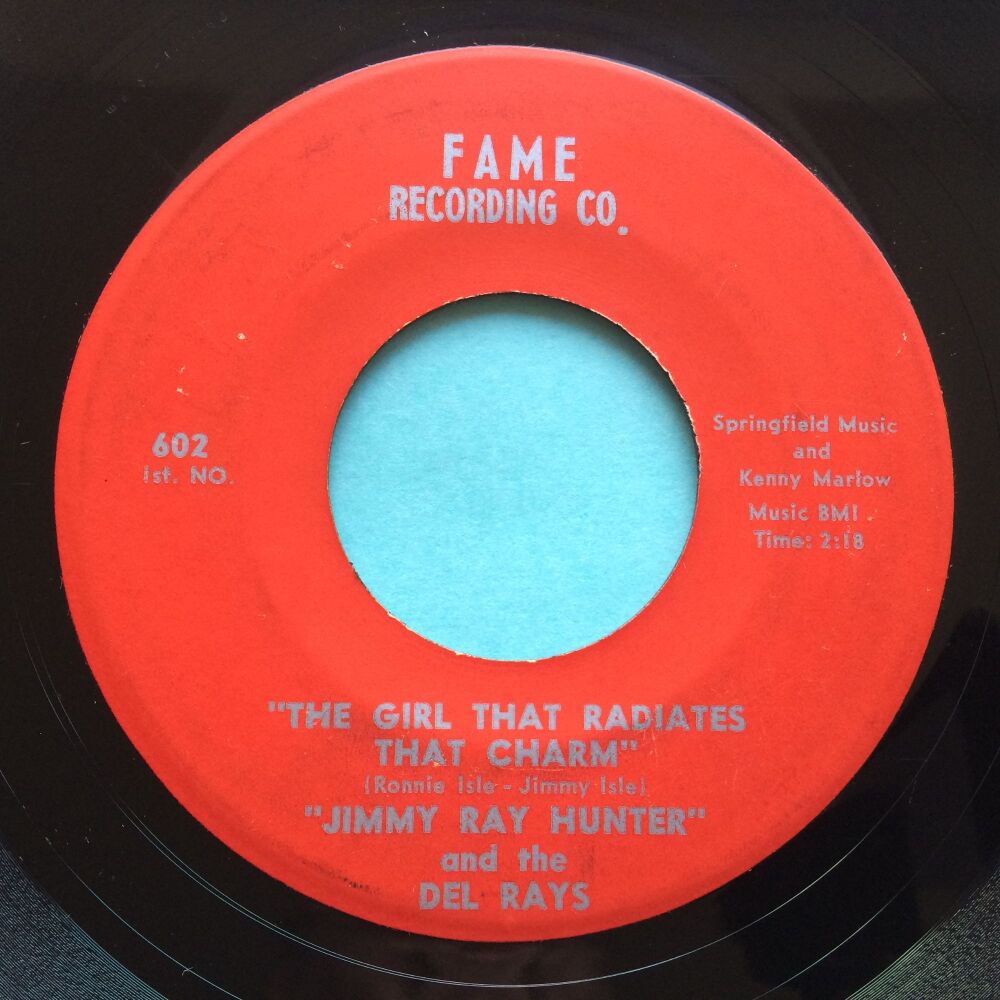 FAME
RECORDING CO.
602
1st. NO.
Springfield Music
and
Kenny Marlow
Music BMI.
Time: 2:18
"THE GIRL THAT RADIATES
THAT CHARM"
(Ronnie Isle - Jimmy Isle)
"JIMMY RAY HUNTER"
and the
DEL RAYS